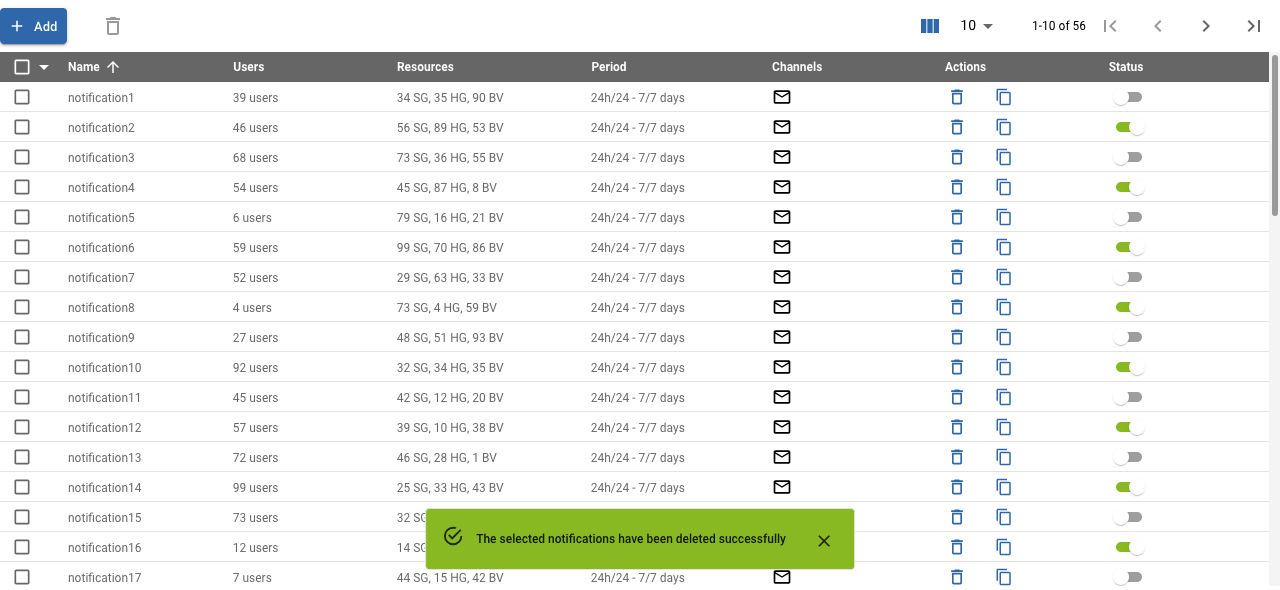 Add
10
1-10 of 56
Name Users Resources Period Channels Actions Status
notification1 39 users 34 SG, 35 HG, 90 BV 24h/24 - 7/7 days
notification2 46 users 56 SG, 89 HG, 53 BV 24h/24 - 7/7 days
notification3 68 users 73 SG, 36 HG, 55 BV 24h/24 - 7/7 days
notification4 54 users 45 SG, 87 HG, 8 BV 24h/24 - 7/7 days
notification5 6 users 79 SG, 16 HG, 21 BV 24h/24 - 7/7 days
notification6 59 users 99 SG, 70 HG, 86 BV 24h/24 - 7/7 days
notification7 52 users 29 SG, 63 HG, 33 BV 24h/24 - 7/7 days
notification8 4 users 73 SG, 4 HG, 59 BV 24h/24 - 7/7 days
notification9 27 users 48 SG, 51 HG, 93 BV 24h/24 - 7/7 days
notification10 92 users 32 SG, 34 HG, 35 BV 24h/24 - 7/7 days
notification11 45 users 42 SG, 12 HG, 20 BV 24h/24 - 7/7 days
notification12 57 users 39 SG, 10 HG, 38 BV 24h/24 - 7/7 days
notification13 72 users 46 SG, 28 HG, 1 BV 24h/24 - 7/7 days
notification14 99 users 25 SG, 33 HG, 43 BV 24h/24 - 7/7 days
notification15 73 users 32
notification16 12 users 14
The selected notifications have been deleted successfully
notification17 7 users 44 SG, 15 HG, 42 BV 24h/24 - 7/7 days